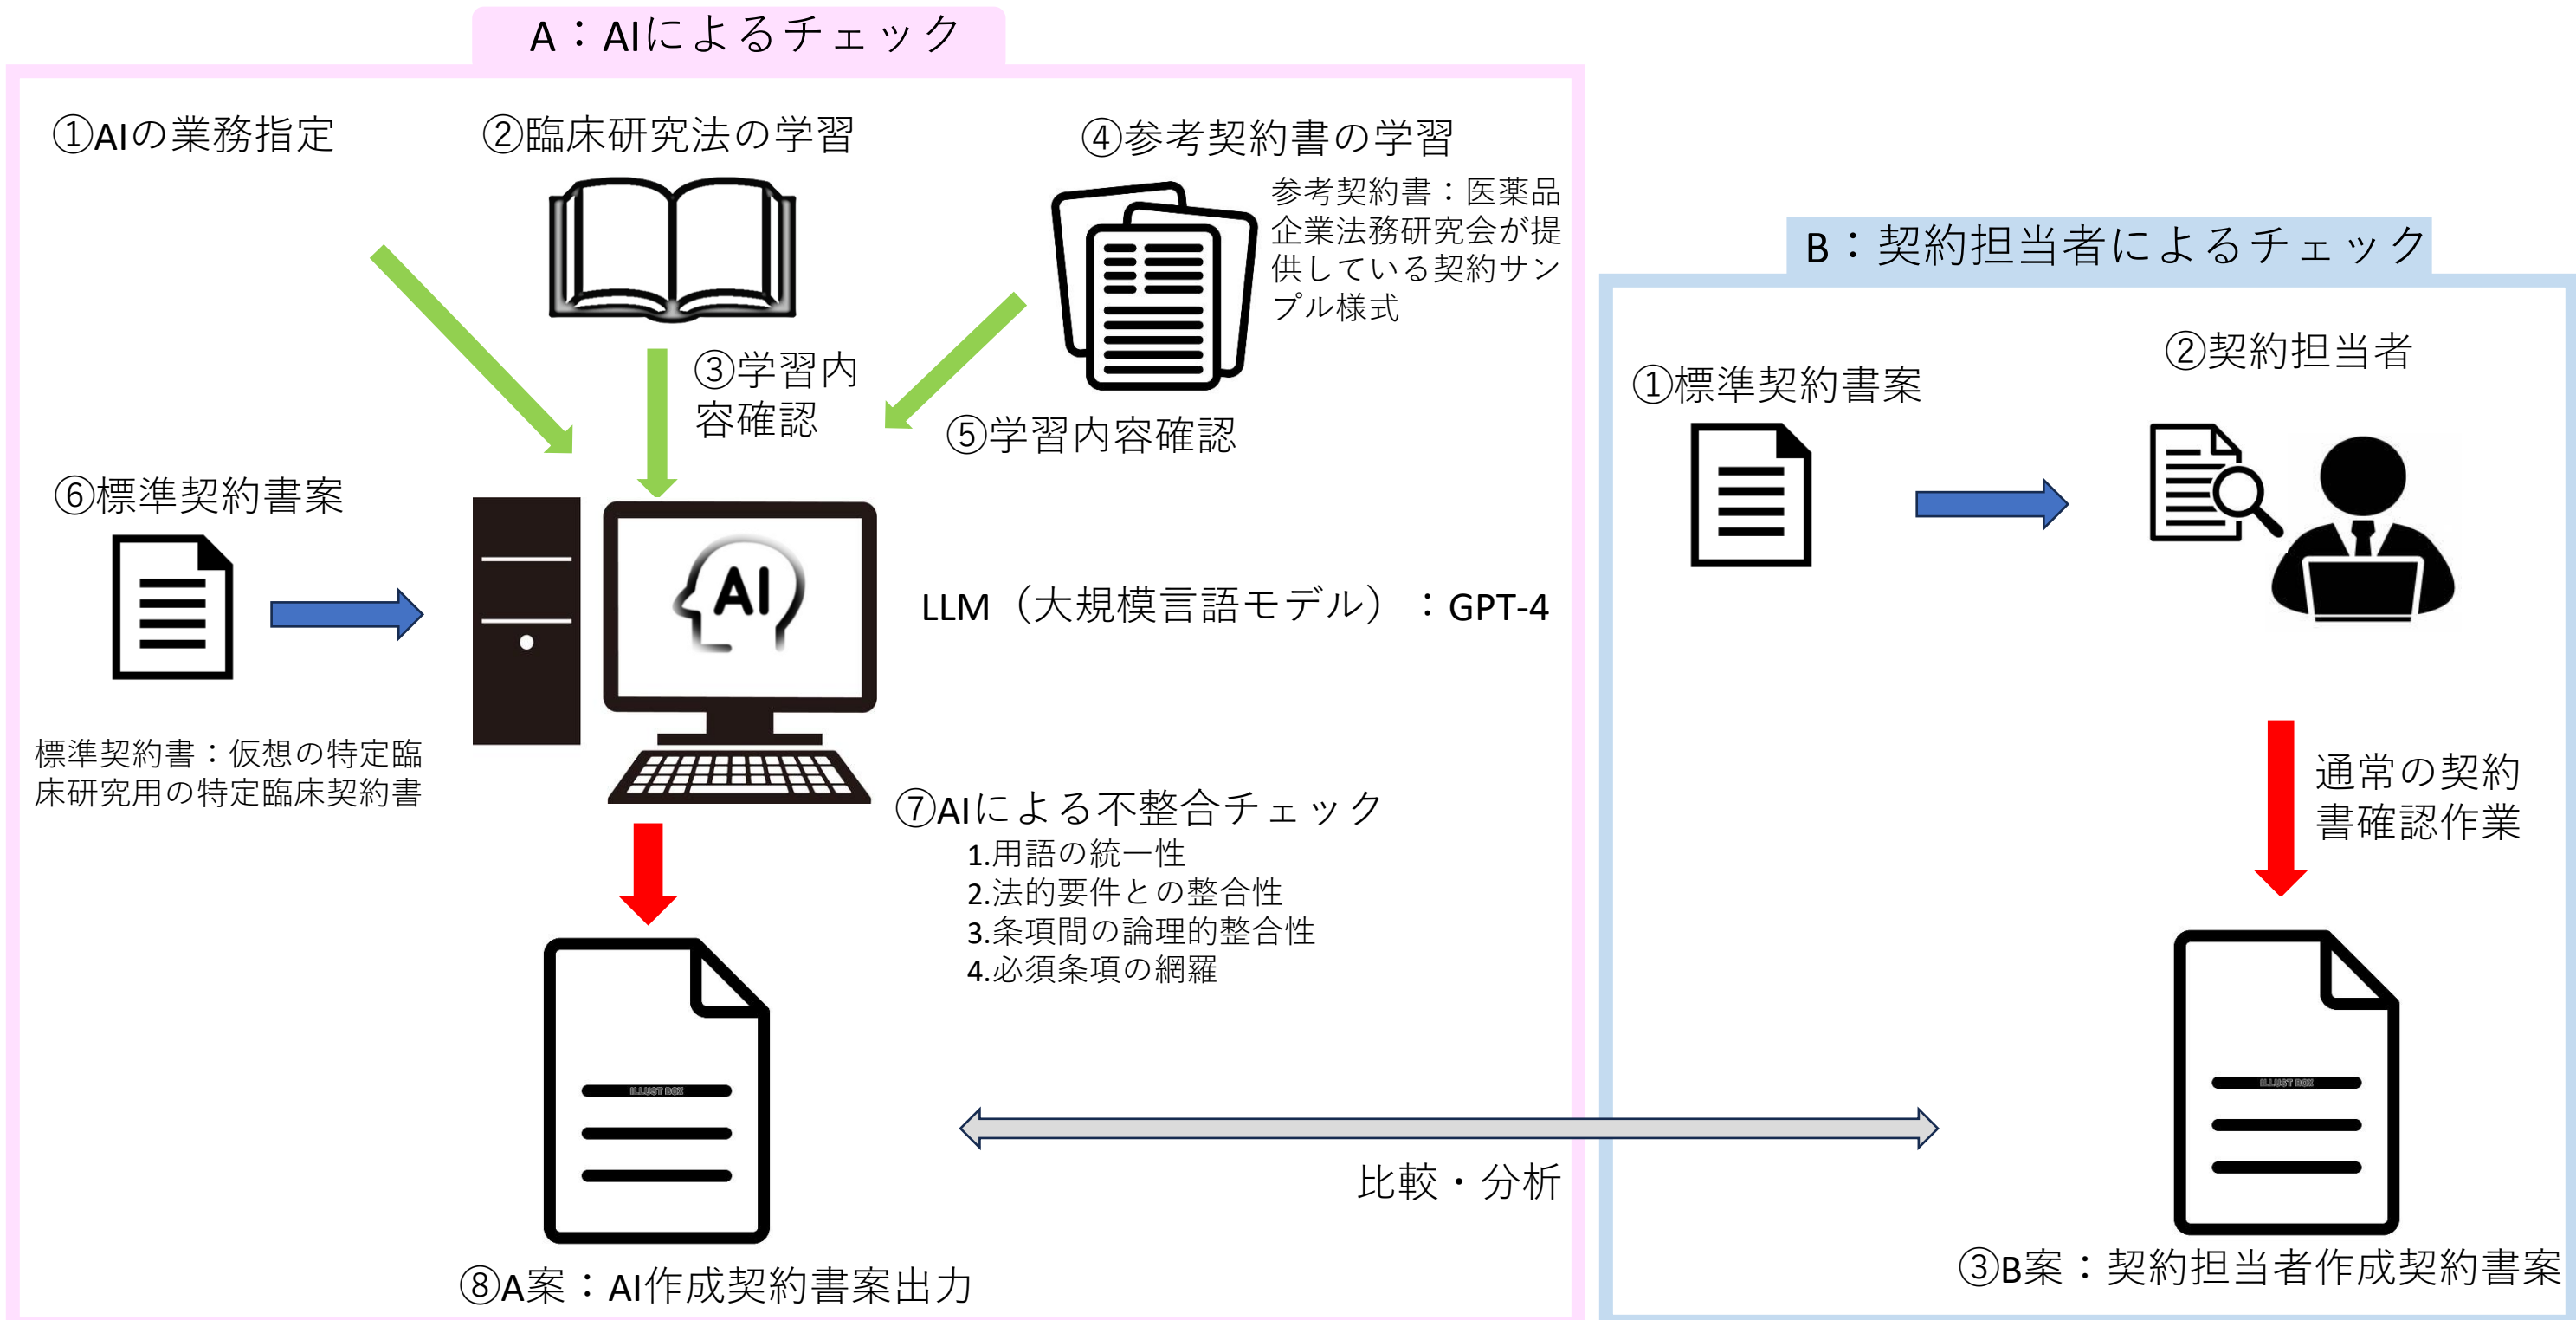 A：AIによるチェック
①AIの業務指定
②臨床研究法の学習
④参考契約書の学習
参考契約書：医薬品
企業法務研究会が提
供している契約サン
プル様式
③学習内
容確認
⑤学習内容確認
⑥標準契約書案
AI
LLM（大規模言語モデル）：GPT-4
標準契約書：仮想の特定臨
床研究用の特定臨床契約書
⑦AIによる不整合チェック
1.用語の統一性
2.法的要件との整合性
3.条項間の論理的整合性
4.必須条項の網羅
ILLUST BOX
⑧A案：AI作成契約書案出力
比較・分析
B：契約担当者によるチェック
①標準契約書案
②契約担当者
通常の契約
書確認作業
ILLUST BOX
③B案：契約担当者作成契約書案